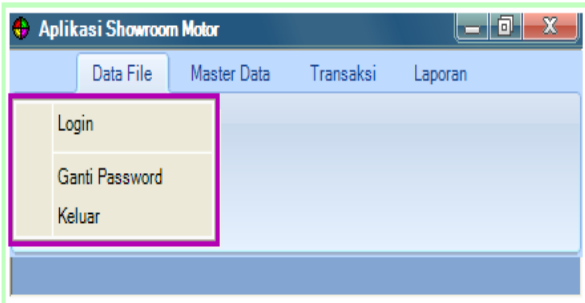 Aplikasi Showroom Motor
Data File Master Data Transaksi Laporan
Login
Ganti Password
Keluar